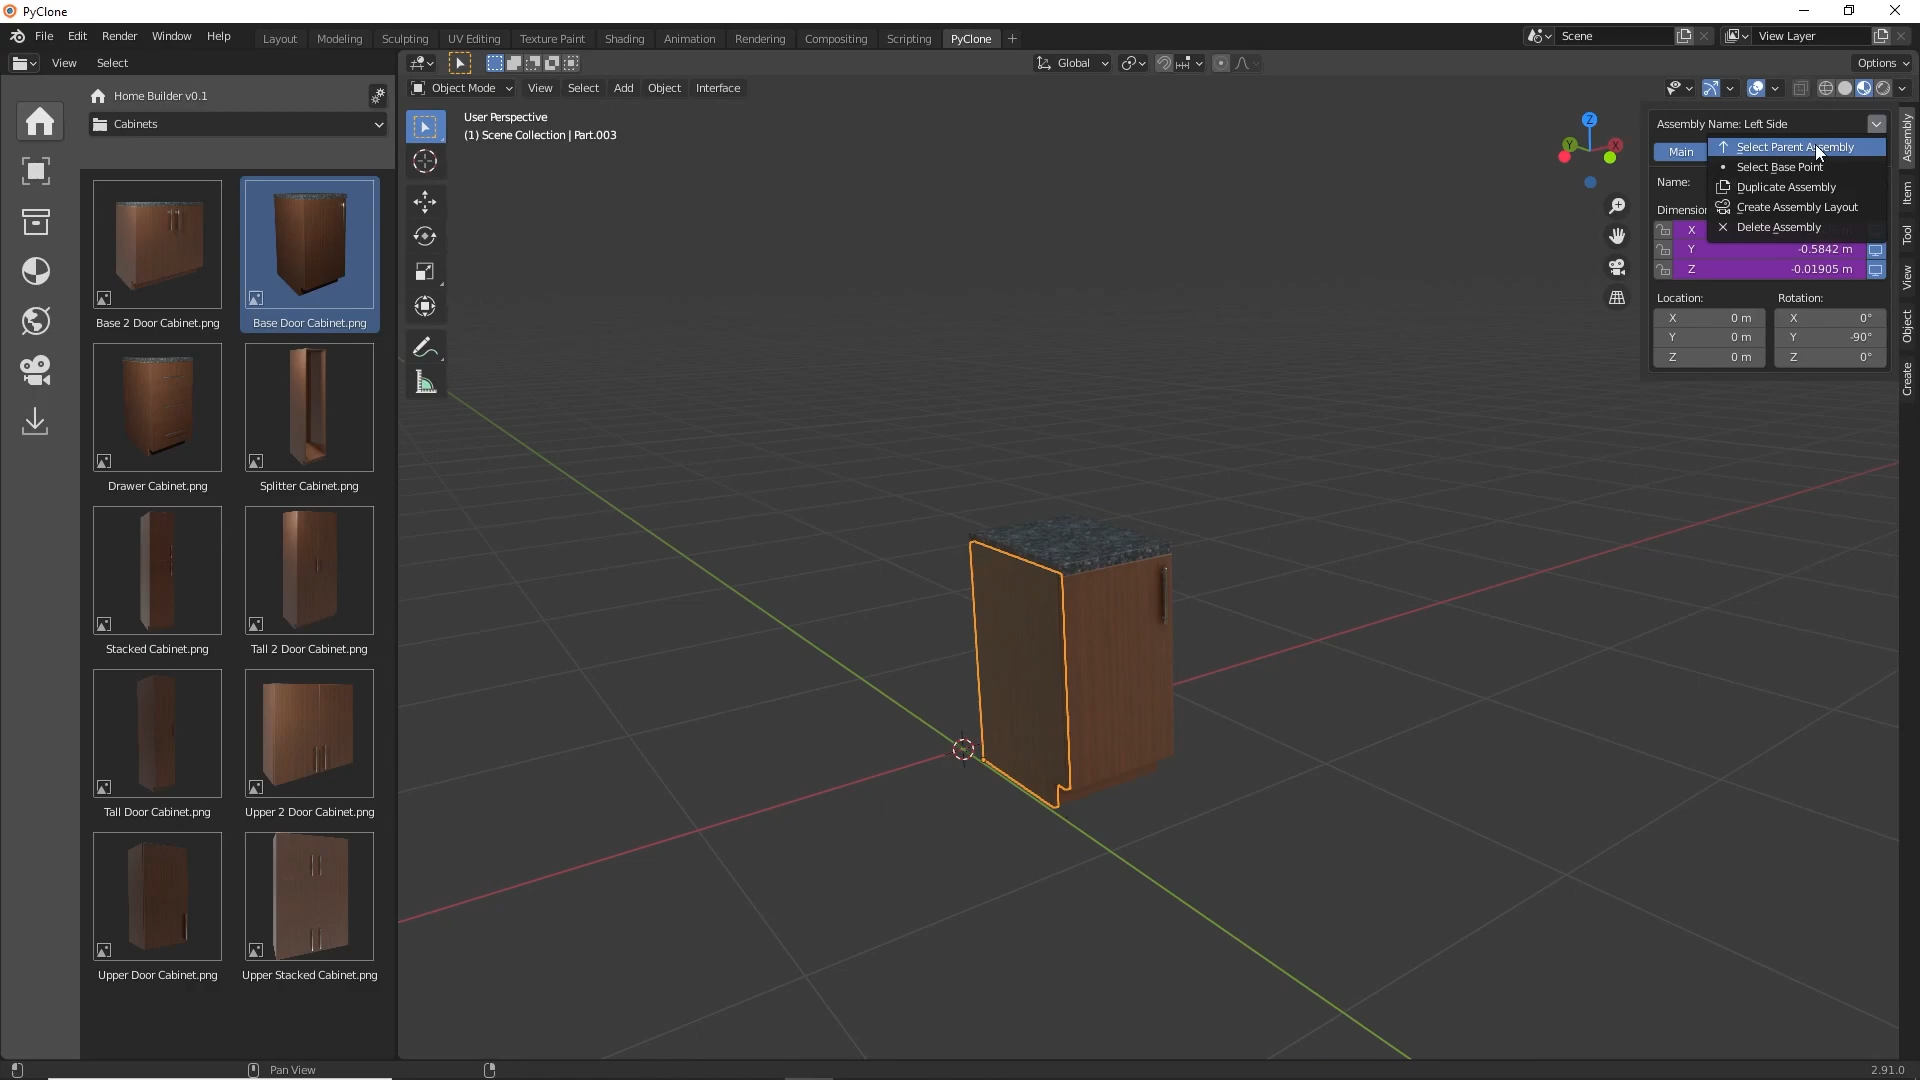 PyClone
File Edit Render Window Help
Layout Modeling Sculpting UV Editing Texture Paint Shading Animation Rendering Compositing Scripting PyClone +
Scene
View Layer
View Select
Global
Options
Home Builder v0.1
Object Mode View Select Add Object Interface
Cabinets
User Perspective
(1) Scene Collection | Part.003
Z
Y
X
Assembly Name: Left Side
Main
Select Parent Assembly
Select Base Point
Duplicate Assembly
Create Assembly Layout
Delete Assembly
Name:
Dimension
X
Y -0.5842 m
Z -0.01905 m
Location: Rotation:
X 0 m X 0°
Y 0 m Y -90°
Z 0 m Z 0°
Assembly
Item
Tool
View
Object
Create
Base 2 Door Cabinet.png
Base Door Cabinet.png
Drawer Cabinet.png
Splitter Cabinet.png
Stacked Cabinet.png
Tall 2 Door Cabinet.png
Tall Door Cabinet.png
Upper 2 Door Cabinet.png
Upper Door Cabinet.png
Upper Stacked Cabinet.png
Pan View
2.91.0